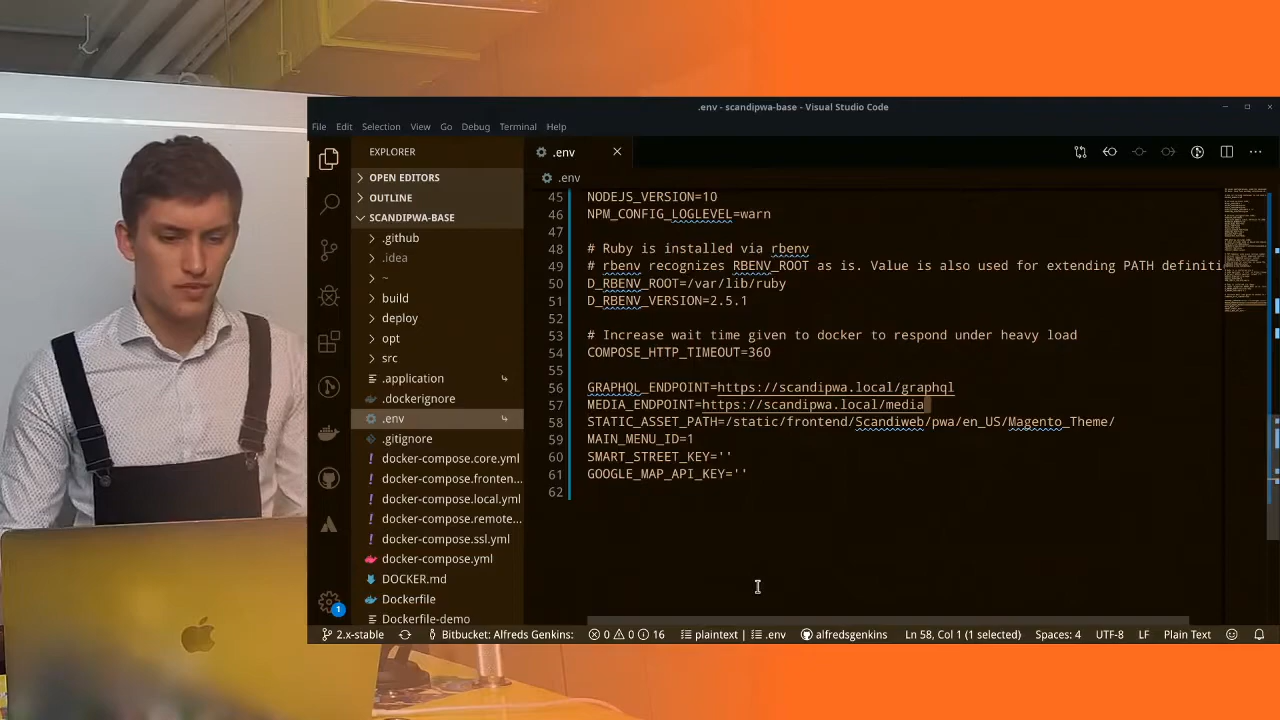 .env - scandipwa-base - Visual Studio Code
File Edit Selection View Go Debug Terminal Help
EXPLORER
OPEN EDITORS
OUTLINE
SCANDIPWA-BASE
.github
.idea
~
build
deploy
opt
src
.application
.dockerignore
.env
.gitignore
docker-compose.core.yml
docker-compose.fronten...
docker-compose.local.yml
docker-compose.remote...
docker-compose.ssl.yml
docker-compose.yml
DOCKER.md
Dockerfile
Dockerfile-demo
.env
.env
45 NODEJS_VERSION=10
46 NPM_CONFIG_LOGLEVEL=warn
47
48 # Ruby is installed via rbenv
49 # rbenv recognizes RBENV_ROOT as is. Value is also used for extending PATH definiti
50 D_RBENV_ROOT=/var/lib/ruby
51 D_RBENV_VERSION=2.5.1
52
53 # Increase wait time given to docker to respond under heavy load
54 COMPOSE_HTTP_TIMEOUT=360
55
56 GRAPHQL_ENDPOINT=https://scandipwa.local/graphql
57 MEDIA_ENDPOINT=https://scandipwa.local/media
58 STATIC_ASSET_PATH=/static/frontend/Scandiweb/pwa/en_US/Magento_Theme/
59 MAIN_MENU_ID=1
60 SMART_STREET_KEY=''
61 GOOGLE_MAP_API_KEY=''
62
1
2.x-stable Bitbucket: Alfreds Genkins: 0 0 16 plaintext | .env alfredsgenkins Ln 58, Col 1 (1 selected) Spaces: 4 UTF-8 LF Plain Text